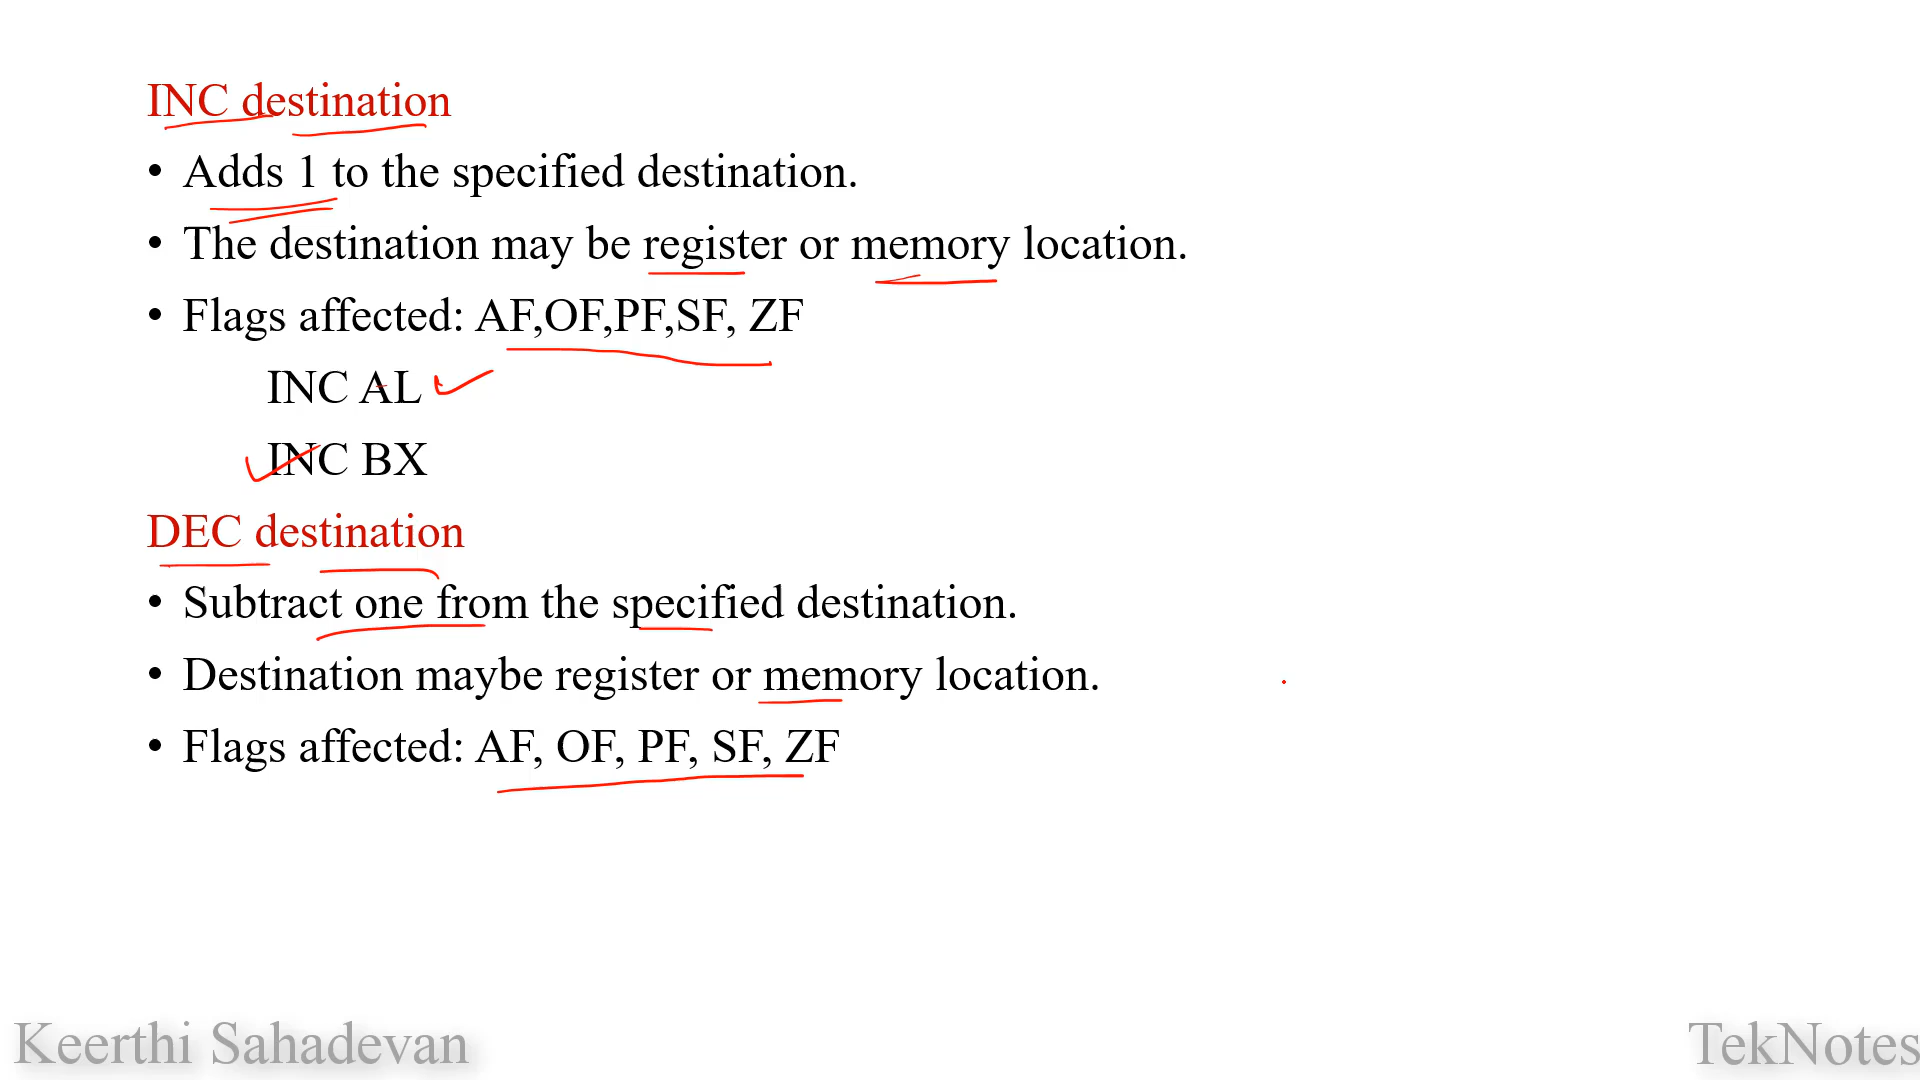 INC destination
• Adds 1 to the specified destination.
• The destination may be register or memory location.
• Flags affected: AF,OF,PF,SF, ZF
INC AL
INC BX
DEC destination
• Subtract one from the specified destination.
• Destination maybe register or memory location.
• Flags affected: AF, OF, PF, SF, ZF
Keerthi Sahadevan
TekNotes